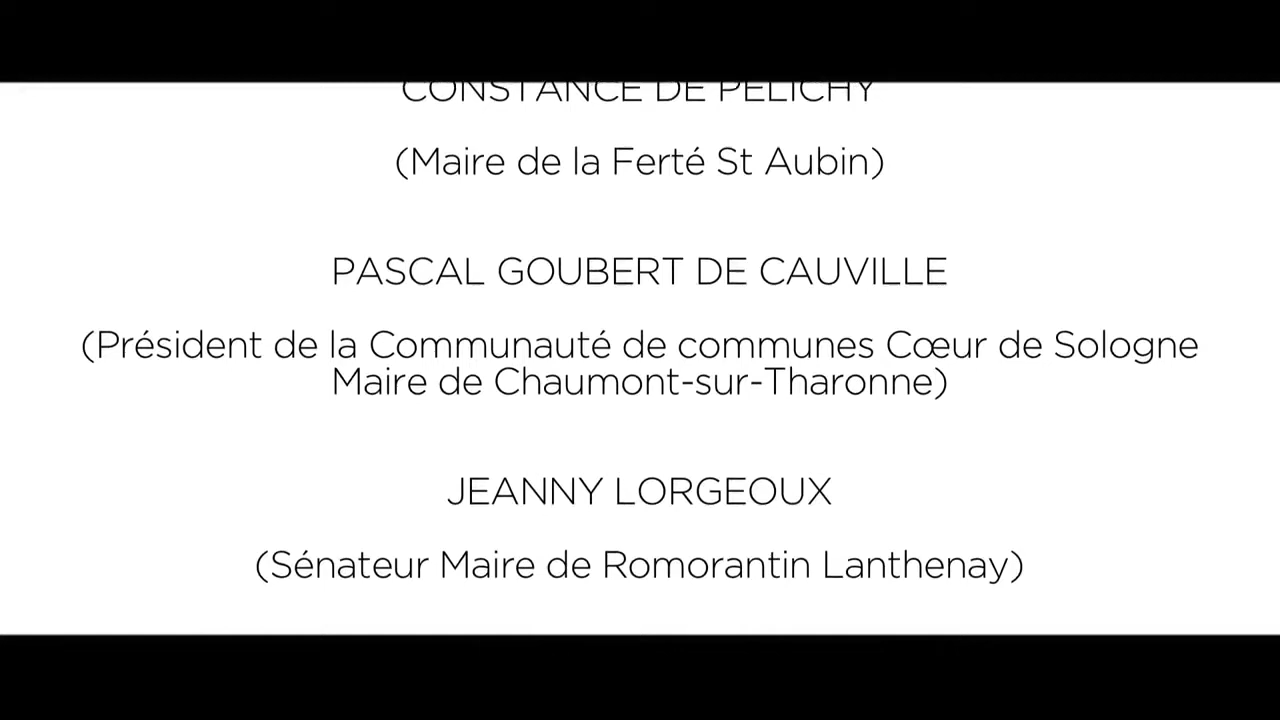 CONSTANCE DE PELICHY
(Maire de la Ferté St Aubin)
PASCAL GOUBERT DE CAUVILLE
(Président de la Communauté de communes Cœur de Sologne
Maire de Chaumont-sur-Tharonne)
JEANNY LORGEOUX
(Sénateur Maire de Romorantin Lanthenay)